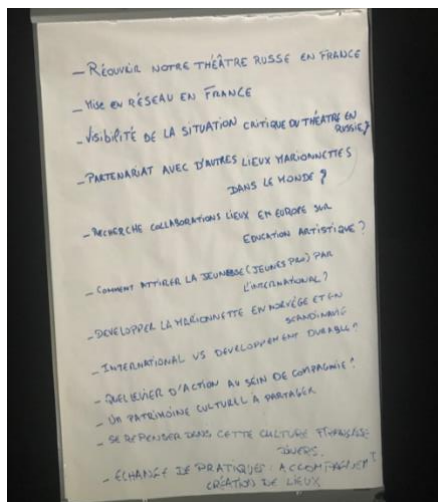 - RÉOUVRIR NOTRE THÉÂTRE RUSSE EN FRANCE
- MISE EN RÉSEAU EN FRANCE
- VISIBILITÉ DE LA SITUATION CRITIQUE DU THÉATRE EN
RUSSIE ?
- PARTENARIAT AVEC D'AUTRES LIEUX MARIONNETTES
DANS LE MONDE ?
- RECHERCHE COLLABORATIONS LIEUX EN EUROPE SUR
EDUCATION ARTISTIQUE ?
- COMMENT ATTIRER LA JEUNESSE (JEUNES PRO) PAR
L'INTERNATIONAL ?
- DEVELOPPER LA MARIONNETTE EN NORVÈGE ET EN
SCANDINAVIE
- INTERNATIONAL VS DEVELOPPEMENT DURABLE ?
- QUEL LEVIER D'ACTION AU SEIN DE COMPAGNIE ?
- UN PATRIMOINE CULTUREL A PARTAGER
- SE REPENSER DANS CETTE CULTURE FRANÇAISE
- ECHANGE DE PRATIQUES : ACCOMPAGNER
CRÉATION DE LIEUX